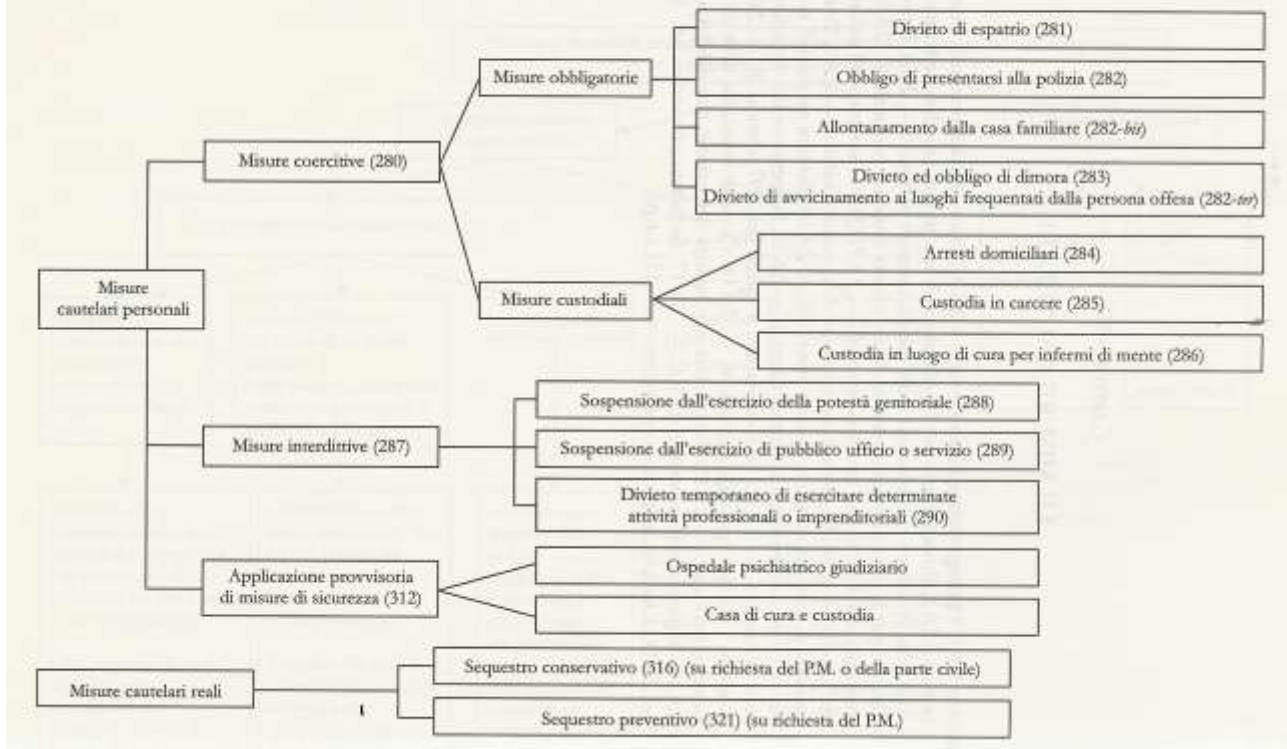 Divieto di espatrio (281)
Misure obbligatorie
Obbligo di presentarsi alla polizia (282)
Allontanamento dalla casa familiare (282-bis)
Misure coercitive (280)
Divieto ed obbligo di dimora (283)
Divieto di avvicinamento ai luoghi frequentati dalla persona offesa (282-ter)
Arresti domiciliari (284)
Misure
cautelari personali
Misure custodiali
Custodia in carcere (285)
Custodia in luogo di cura per infermi di mente (286)
Sospensione dall'esercizio della potestà genitoriale (288)
Misure interdittive (287)
Sospensione dall'esercizio di pubblico ufficio o servizio (289)
Divieto temporaneo di esercitare determinate
attività professionali o imprenditoriali (290)
Applicazione provvisoria
di misure di sicurezza (312)
Ospedale psichiatrico giudiziario
Casa di cura e custodia
Sequestro conservativo (316) (su richiesta del P.M. o della parte civile)
Misure cautelari reali
Sequestro preventivo (321) (su richiesta del P.M.)